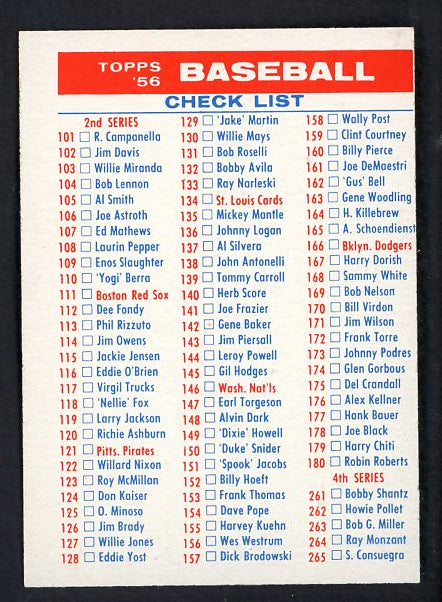 TOPPS '56 BASEBALL
CHECK LIST
2nd SERIES
101 R. Campanella
102 Jim Davis
103 Willie Miranda
104 Bob Lennon
105 Al Smith
106 Joe Astroth
107 Ed Mathews
108 Laurin Pepper
109 Enos Slaughter
110 'Yogi' Berra
111 Boston Red Sox
112 Dee Fondy
113 Phil Rizzuto
114 Jim Owens
115 Jackie Jensen
116 Eddie O'Brien
117 Virgil Trucks
118 'Nellie' Fox
119 Larry Jackson
120 Richie Ashburn
121 Pitts. Pirates
122 Willard Nixon
123 Roy McMillan
124 Don Kaiser
125 O. Minoso
126 Jim Brady
127 Willie Jones
128 Eddie Yost
129 'Jake' Martin
130 Willie Mays
131 Bob Roselli
132 Bobby Avila
133 Ray Narleski
134 St. Louis Cards
135 Mickey Mantle
136 Johnny Logan
137 Al Silvera
138 John Antonelli
139 Tommy Carroll
140 Herb Score
141 Joe Frazier
142 Gene Baker
143 Jim Piersall
144 Leroy Powell
145 Gil Hodges
146 Wash. Nat'ls
147 Earl Torgeson
148 Alvin Dark
149 'Dixie' Howell
150 'Duke' Snider
151 'Spook' Jacobs
152 Billy Hoeft
153 Frank Thomas
154 Dave Pope
155 Harvey Kuehn
156 Wes Westrum
157 Dick Brodowski
158 Wally Post
159 Clint Courtney
160 Billy Pierce
161 Joe DeMaestri
162 'Gus' Bell
163 Gene Woodling
164 H. Killebrew
165 A. Schoendienst
166 Bklyn. Dodgers
167 Harry Dorish
168 Sammy White
169 Bob Nelson
170 Bill Virdon
171 Jim Wilson
172 Frank Torre
173 Johnny Podres
174 Glen Gorbous
175 Del Crandall
176 Alex Kellner
177 Hank Bauer
178 Joe Black
179 Harry Chiti
180 Robin Roberts
4th SERIES
261 Bobby Shantz
262 Howie Pollet
263 Bob G. Miller
264 Ray Monzant
265 S. Consuegra